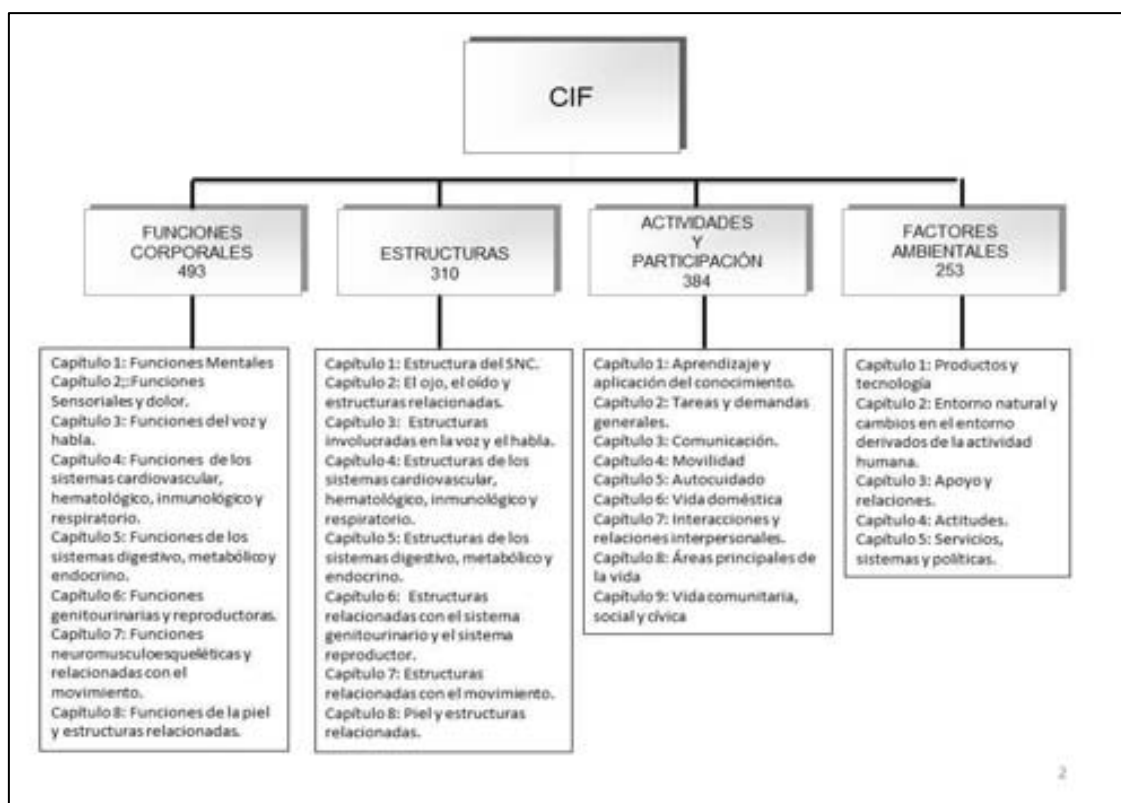 CIF
FUNCIONES
CORPORALES
493
ESTRUCTURAS
310
ACTIVIDADES
Y
PARTICIPACIÓN
384
FACTORES
AMBIENTALES
253
Capítulo 1: Funciones Mentales
Capítulo 2;:Funciones
Sensoriales y dolor.
Capítulo 3: Funciones del voz y
habla.
Capítulo 4: Funciones de los
sistemas cardiovascular,
hematológico, inmunológico y
respiratorio.
Capítulo 5: Funciones de los
sistemas digestivo, metabólico y
endocrino.
Capítulo 6: Funciones
genitourinarias y reproductoras.
Capítulo 7: Funciones
neuromusculoesqueléticas y
relacionadas con el
movimiento.
Capítulo 8: Funciones de la piel
y estructuras relacionadas.
Capítulo 1: Estructura del SNC.
Capítulo 2: El ojo, el oído y
estructuras relacionadas.
Capítulo 3: Estructuras
involucradas en la voz y el habla.
Capítulo 4: Estructuras de los
sistemas cardiovascular,
hematológico, inmunológico y
respiratorio.
Capítulo 5: Estructuras de los
sistemas digestivo, metabólico y
endocrino.
Capítulo 6: Estructuras
relacionadas con el sistema
genitourinario y el sistema
reproductor.
Capítulo 7: Estructuras
relacionadas con el movimiento.
Capítulo 8: Piel y estructuras
relacionadas.
Capítulo 1: Aprendizaje y
aplicación del conocimiento.
Capítulo 2: Tareas y demandas
generales.
Capítulo 3: Comunicación.
Capítulo 4: Movilidad
Capítulo 5: Autocuidado
Capítulo 6: Vida doméstica
Capítulo 7: Interacciones y
relaciones interpersonales.
Capítulo 8: Áreas principales de
la vida
Capítulo 9: Vida comunitaria,
social y cívica
Capítulo 1: Productos y
tecnología
Capítulo 2: Entorno natural y
cambios en el entorno
derivados de la actividad
humana.
Capítulo 3: Apoyo y
relaciones.
Capítulo 4: Actitudes.
Capítulo 5: Servicios,
sistemas y políticas.
2